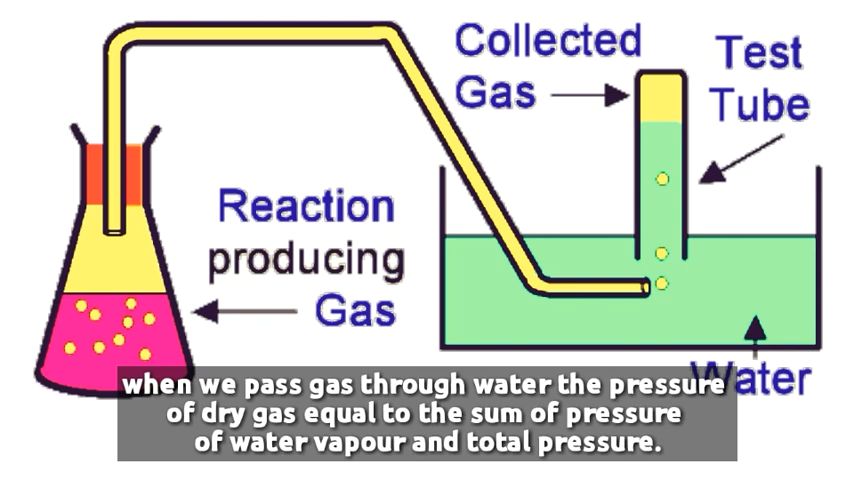 Collected
Gas
Test
Tube
Reaction
producing
Gas
Water
when we pass gas through water the pressure
of dry gas equal to the sum of pressure
of water vapour and total pressure.